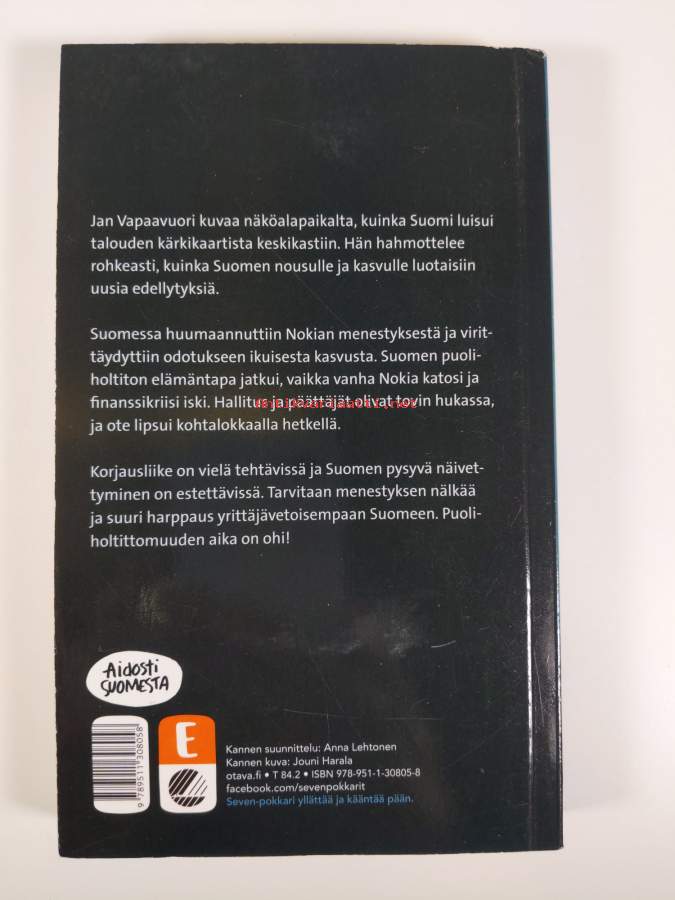 Jan Vapaavuori kuvaa näköalapaikalta, kuinka Suomi luisui
talouden kärkikaartista keskikastiin. Hän hahmottelee
rohkeasti, kuinka Suomen nousulle ja kasvulle luotaisiin
uusia edellytyksiä.
Suomessa huumaannuttiin Nokian menestyksestä ja virit-
täydyttiin odotukseen ikuisesta kasvusta. Suomen puoli-
holtiton elämäntapa jatkui, vaikka vanha Nokia katosi ja
finanssikriisi iski. Hallitus ja päättäjät olivat tovin hukassa,
ja ote lipsui kohtalokkaalla hetkellä.
Korjausliike on vielä tehtävissä ja Suomen pysyvä näivet-
tyminen on estettävissä. Tarvitaan menestyksen nälkää
ja suuri harppaus yrittäjävetoisempaan Suomeen. Puoli-
holtittomuuden aika on ohi!
Aidosti
SUOMESTA
9 789511 308058
E
Kannen suunnittelu: Anna Lehtonen
Kannen kuva: Jouni Harala
otava.fi • T 84.2 • ISBN 978-951-1-30805-8
facebook.com/sevenpokkarit
Seven-pokkari yllättää ja kääntää pään.